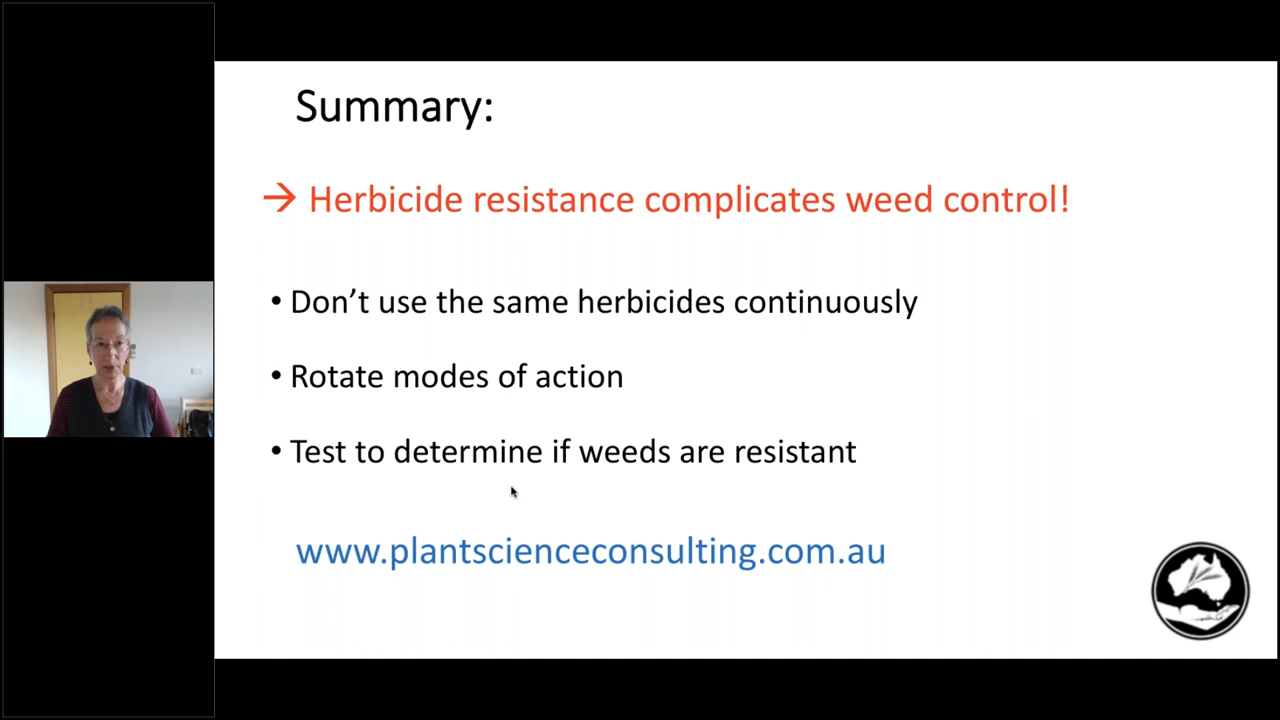 Summary:
→ Herbicide resistance complicates weed control!
• Don’t use the same herbicides continuously
• Rotate modes of action
• Test to determine if weeds are resistant
www.plantscienceconsulting.com.au